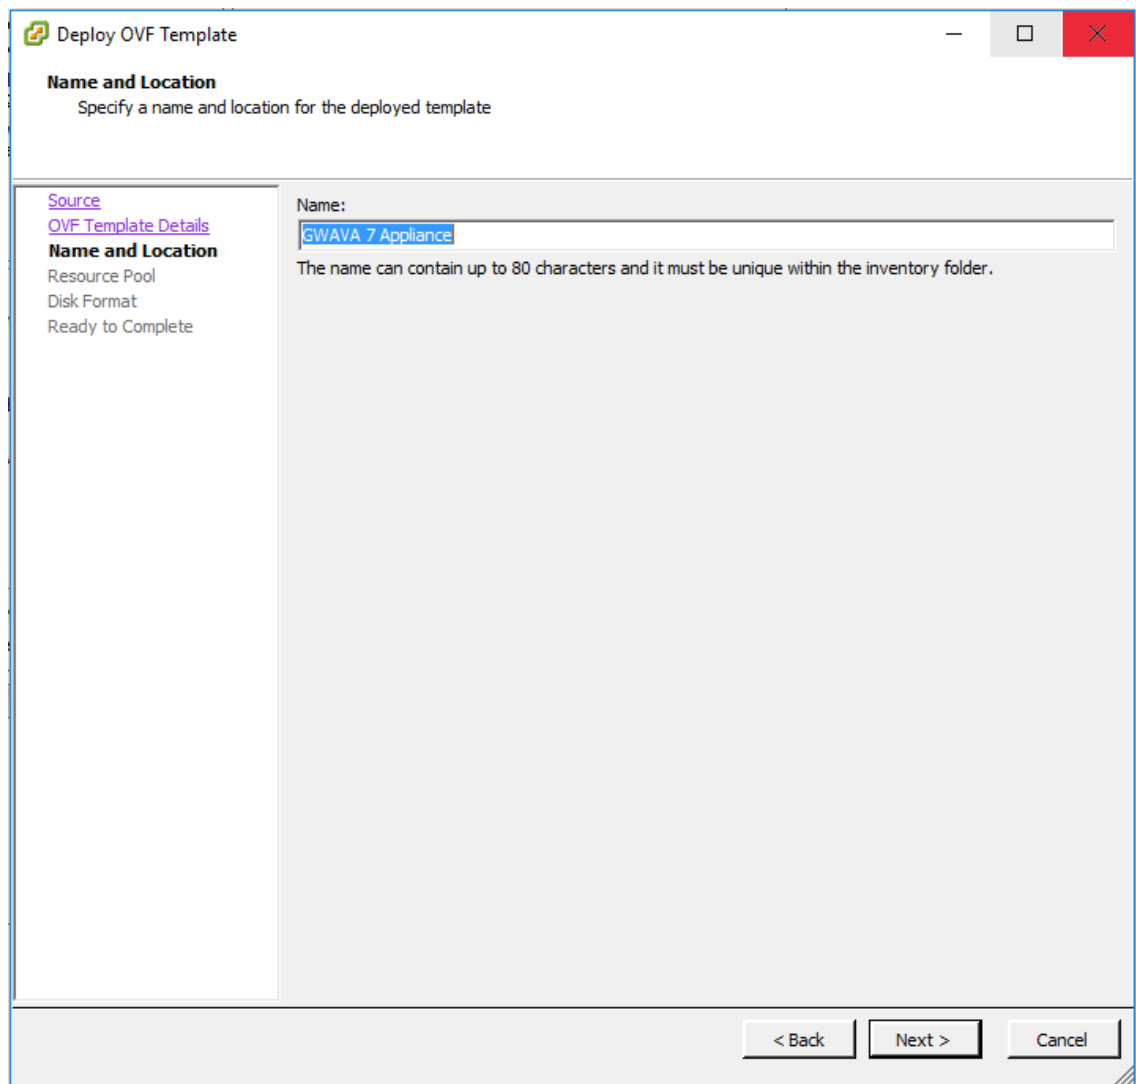 Deploy OVF Template
Name and Location
Specify a name and location for the deployed template
Source
OVF Template Details
Name and Location
Resource Pool
Disk Format
Ready to Complete
Name:
GWAVA 7 Appliance
The name can contain up to 80 characters and it must be unique within the inventory folder.
< Back
Next >
Cancel